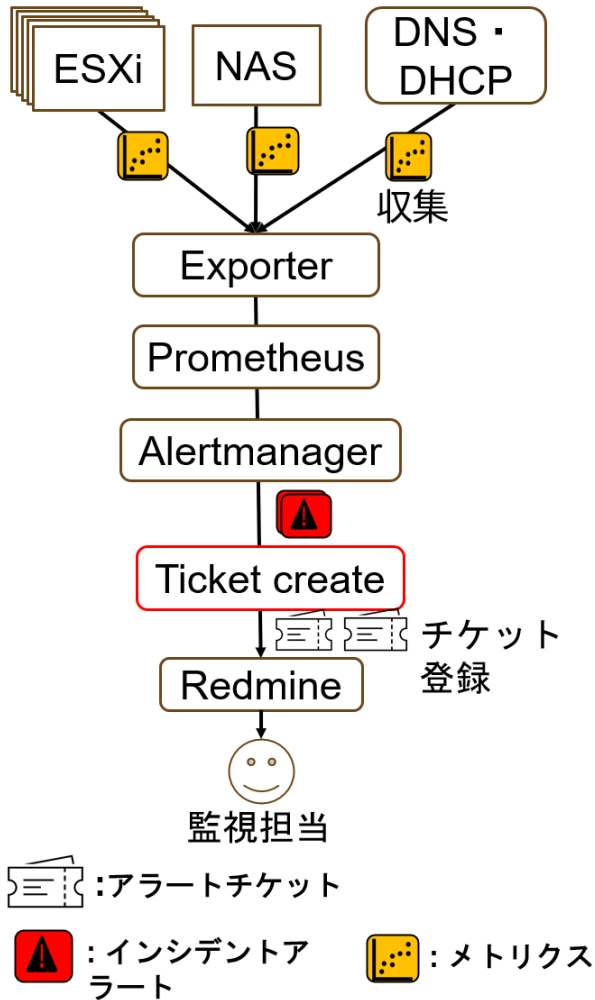 ESXi
NAS
DNS・
DHCP
収集
Exporter
Prometheus
Alertmanager
Ticket create
チケット
登録
Redmine
監視担当
:アラートチケット
:インシデントア
ラート
:メトリクス